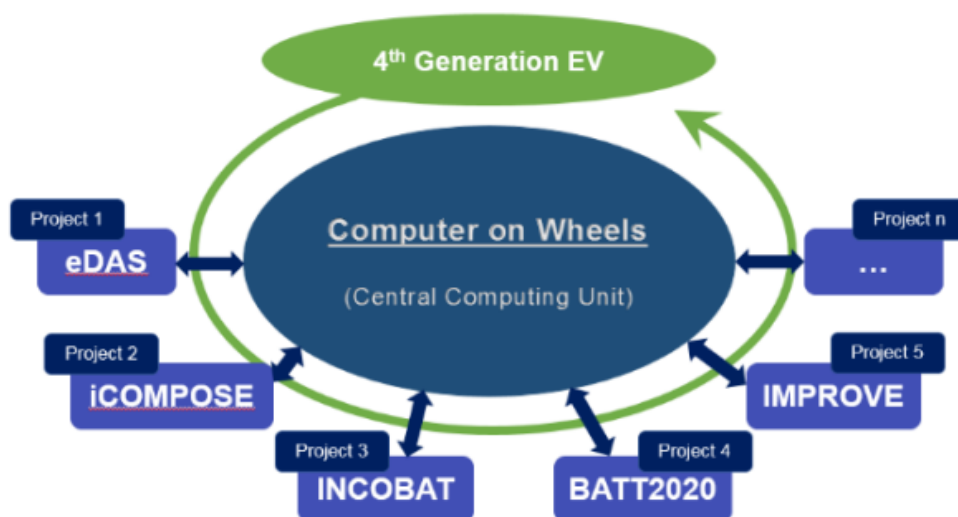 4th Generation EV
Computer on Wheels
(Central Computing Unit)
Project 1
eDAS
Project 2
iCOMPOSE
Project 3
INCOBAT
Project 4
BATT2020
Project 5
IMPROVE
Project n
...